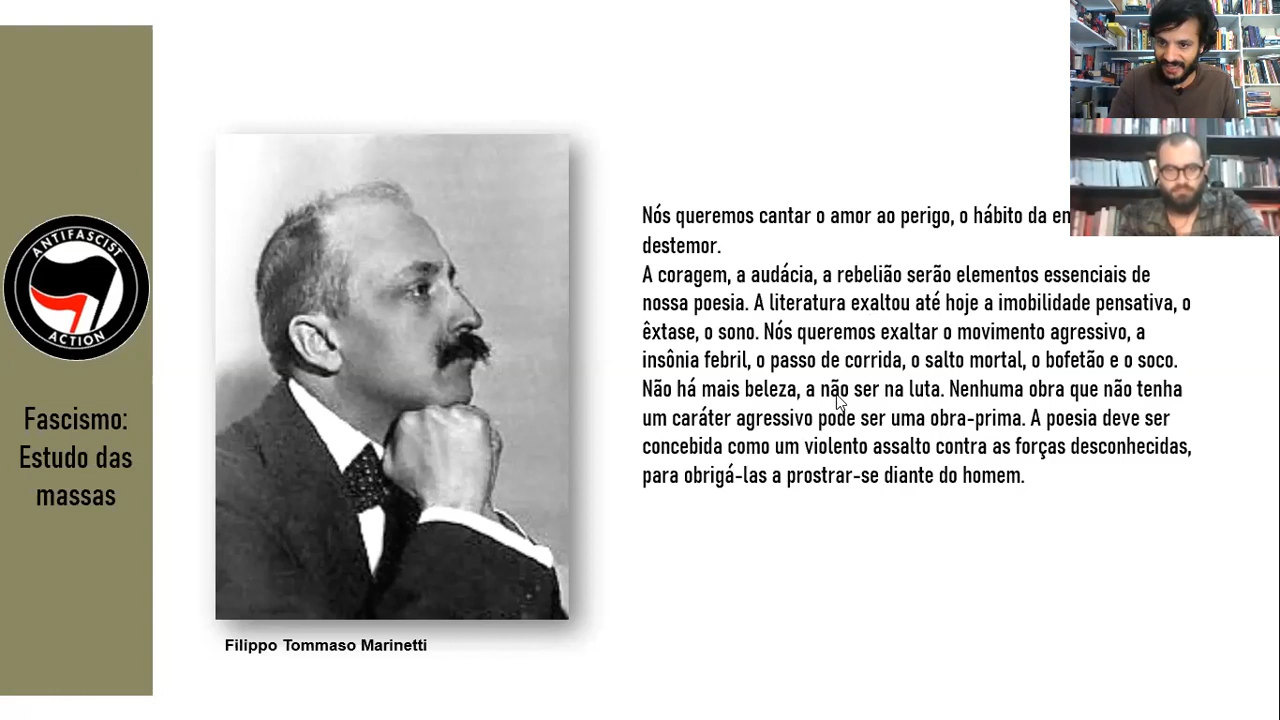 ANTIFASCIST
ACTION
Fascismo:
Estudo das
massas
Filippo Tommaso Marinetti
Nós queremos cantar o amor ao perigo, o hábito da
destemor.
A coragem, a audácia, a rebelião serão elementos essenciais de
nossa poesia. A literatura exaltou até hoje a imobilidade pensativa, o
êxtase, o sono. Nós queremos exaltar o movimento agressivo, a
insônia febril, o passo de corrida, o salto mortal, o bofetão e o soco.
Não há mais beleza, a não ser na luta. Nenhuma obra que não tenha
um caráter agressivo pode ser uma obra-prima. A poesia deve ser
concebida como um violento assalto contra as forças desconhecidas,
para obrigá-las a prostrar-se diante do homem.